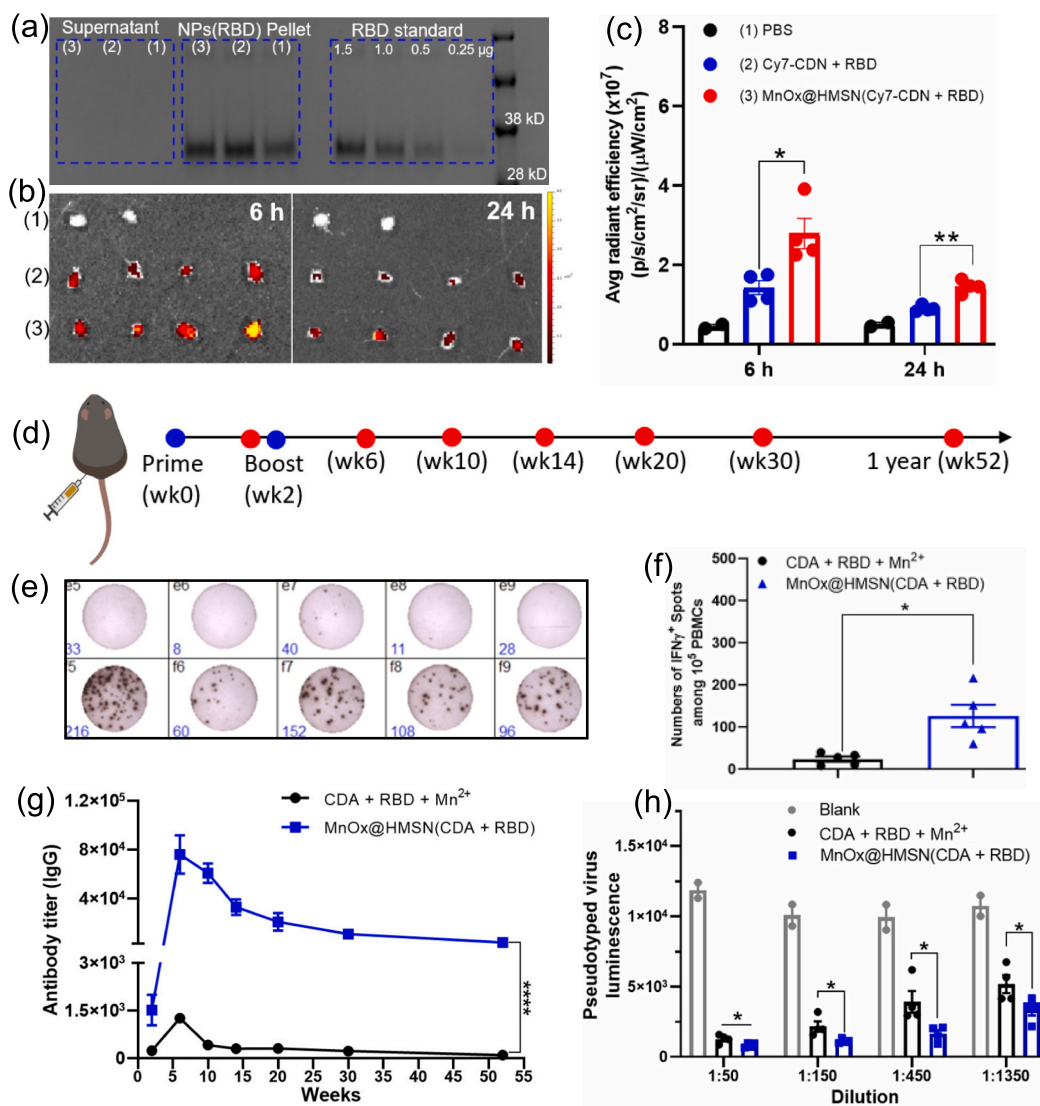 (a)
Supernatant
(3) (2) (1)
NPs(RBD) Pellet
(3) (2) (1)
RBD standard
1.5 1.0 0.5 0.25 µg
38 kD
28 kD
(b)
(1)
(2)
(3)
6 h
24 h
(c)
(1) PBS
(2) Cy7-CDN + RBD
(3) MnOx@HMSN(Cy7-CDN + RBD)
Avg radiant efficiency (x10⁷)
(p/s/cm²/sr)/(µW/cm²)
8
6
4
2
0
*
**
6 h
24 h
(d)
Prime
(wk0)
Boost
(wk2)
(wk6)
(wk10)
(wk14)
(wk20)
(wk30)
1 year (wk52)
(e)
e5 e6 e7 e8 e9
33 8 40 11 28
f5 f6 f7 f8 f9
216 60 152 108 96
(f)
CDA + RBD + Mn²⁺
MnOx@HMSN(CDA + RBD)
Numbers of IFNγ⁺ Spots
among 10⁵ PBMCs
500
400
300
200
100
0
*
(g)
CDA + RBD + Mn²⁺
MnOx@HMSN(CDA + RBD)
Antibody titer (IgG)
1.2×10⁵
8×10⁴
4×10⁴
3×10³
1.5×10³
0
****
0 5 10 15 20 25 30 35 40 45 50 55
Weeks
(h)
Blank
CDA + RBD + Mn²⁺
MnOx@HMSN(CDA + RBD)
Pseudotyped virus
luminescence
1.5×10⁴
1×10⁴
5×10³
0
* * * *
1:50 1:150 1:450 1:1350
Dilution